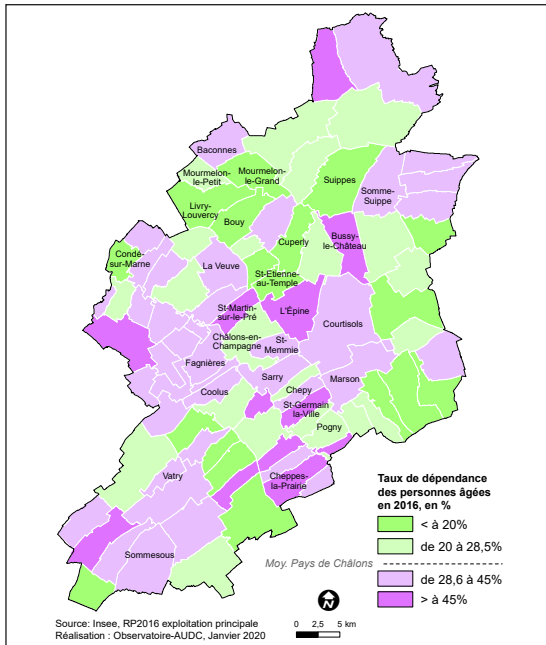 Baconnes
Mourmelon-
le-Petit
Mourmelon-
le-Grand
Suippes
Somme-
Suippe
Livry-
Louvercy
Bouy
Cuperly
Bussy-
le-Château
Condé-
sur-Marne
La Veuve
St-Etienne-
au-Temple
St-Martin-
sur-le-Pré
L'Épine
Courtisols
Châlons-en-
Champagne
St-
Memmie
Fagnières
Sarry
Marson
Coolus
Chepy
St-Germain
la-Ville
Pogny
Vatry
Cheppes-
la-Prairie
Sommesous
Taux de dépendance
des personnes âgées
en 2016, en %
< à 20%
de 20 à 28,5%
Moy. Pays de Châlons
de 28,6 à 45%
> à 45%
N
Source: Insee, RP2016 exploitation principale
Réalisation : Observatoire-AUDC, Janvier 2020
0 2,5 5 km